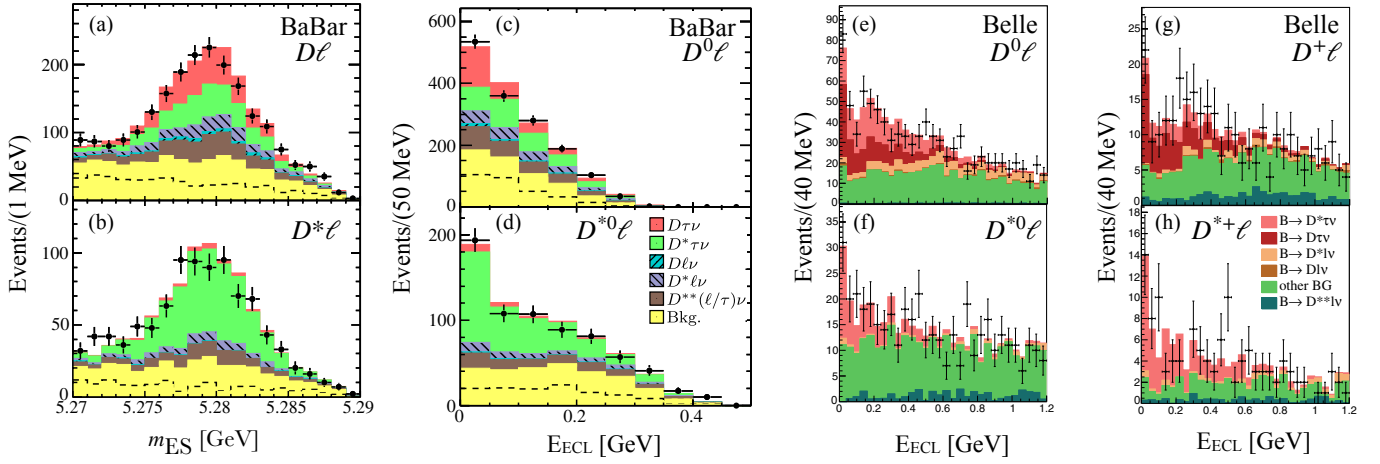 (a)
BaBar
Dℓ
200
100
0
(b)
D*ℓ
100
50
0
5.27
5.275
5.28
5.285
5.29
m_ES [GeV]
Events/(1 MeV)
(c)
BaBar
D⁰ℓ
600
400
200
0
(d)
D*⁰ℓ
200
100
0
0
0.2
0.4
E_ECL [GeV]
Events/(50 MeV)
Dτν
D*τν
Dℓν
D*ℓν
D**(ℓ/τ)ν
Bkg.
(e)
Belle
D⁰ℓ
90
80
70
60
50
40
30
20
10
0
(f)
D*⁰ℓ
35
30
25
20
15
10
5
0
0
0.2
0.4
0.6
0.8
1.0
1.2
E_ECL [GeV]
Events/(40 MeV)
(g)
Belle
D⁺ℓ
25
20
15
10
5
0
(h)
D*⁺ℓ
18
16
14
12
10
8
6
4
2
0
0
0.2
0.4
0.6
0.8
1.0
1.2
E_ECL [GeV]
Events/(40 MeV)
B→ D*τν
B→ Dτν
B→ D*lν
B→ Dlν
other BG
B→ D**lν